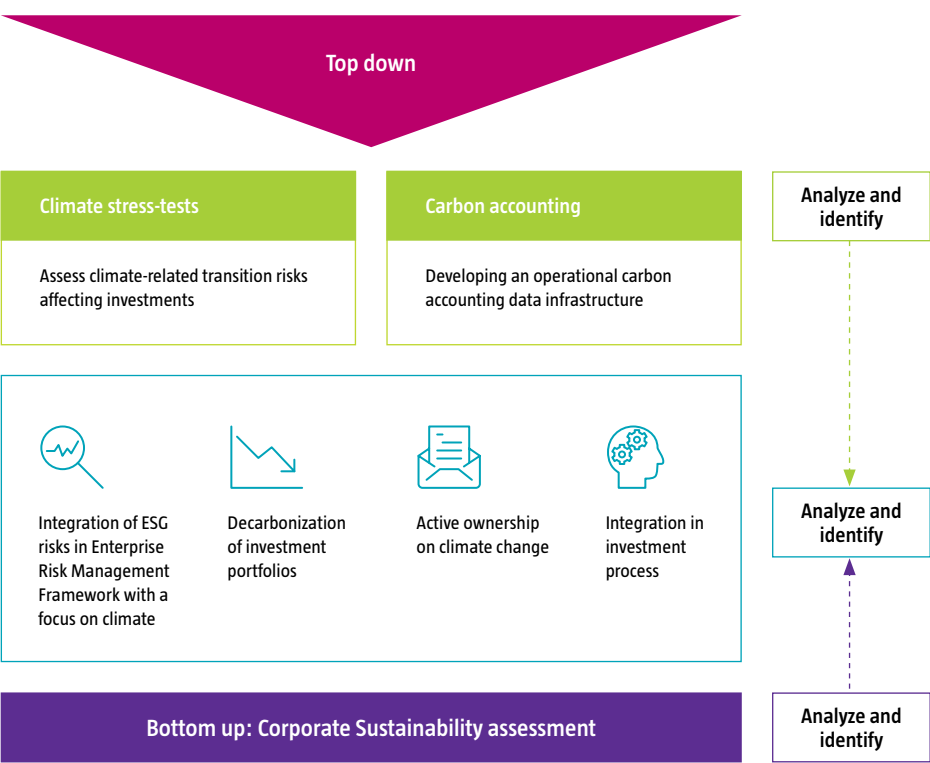 Top down
Climate stress-tests
Assess climate-related transition risks
affecting investments
Carbon accounting
Developing an operational carbon
accounting data infrastructure
Analyze and
identify
Integration of ESG
risks in Enterprise
Risk Management
Framework with a
focus on climate
Decarbonization
of investment
portfolios
Active ownership
on climate change
Integration in
investment
process
Analyze and
identify
Bottom up: Corporate Sustainability assessment
Analyze and
identify